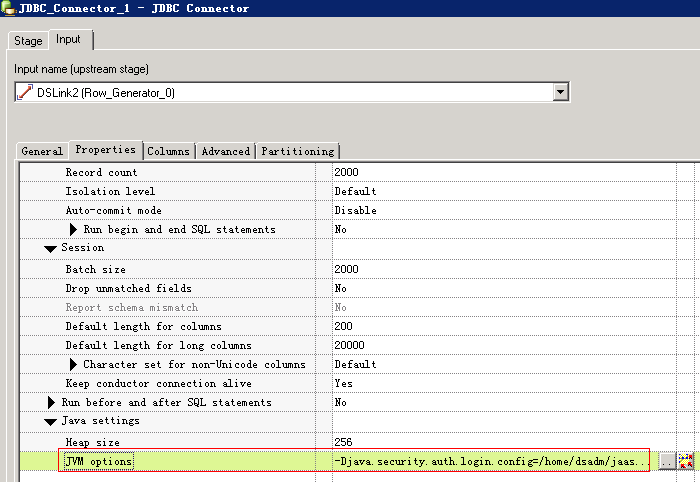 JDBC_Connector_1 - JDBC Connector
Stage Input
Input name (upstream stage)
DSLink2 (Row_Generator_0)
General Properties Columns Advanced Partitioning
Record count 2000
Isolation level Default
Auto-commit mode Disable
Run begin and end SQL statements No
Session
Batch size 2000
Drop unmatched fields No
Report schema mismatch No
Default length for columns 200
Default length for long columns 20000
Character set for non-Unicode columns Default
Keep conductor connection alive Yes
Run before and after SQL statements No
Java settings
Heap size 256
JVM options -Djava.security.auth.login.config=/home/dsadm/jaas... ...